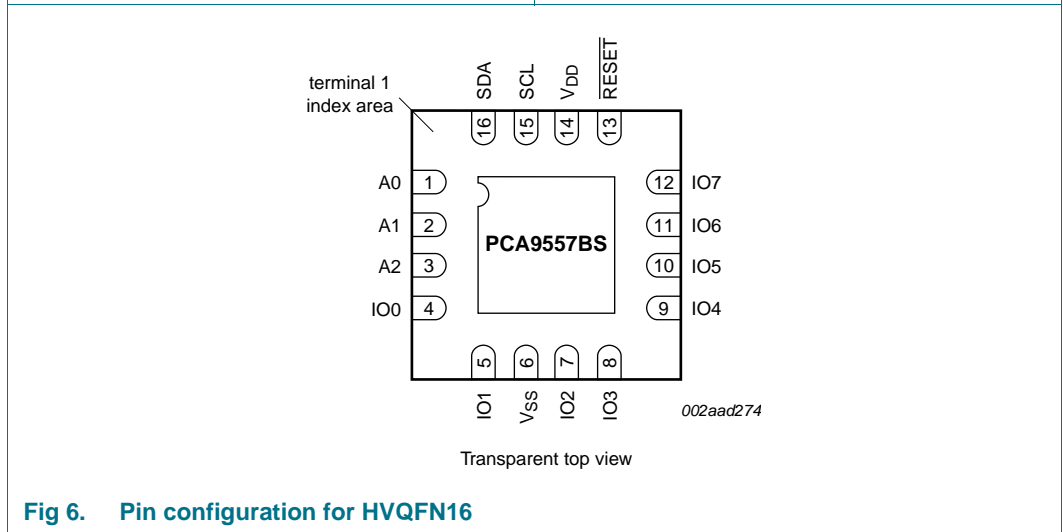 terminal 1
index area
SDA
SCL
VDD
RESET
16
15
14
13
A0 1
A1 2
A2 3
IO0 4
PCA9557BS
12 IO7
11 IO6
10 IO5
9 IO4
5
6
7
8
IO1
VSS
IO2
IO3
002aad274
Transparent top view
Fig 6. Pin configuration for HVQFN16